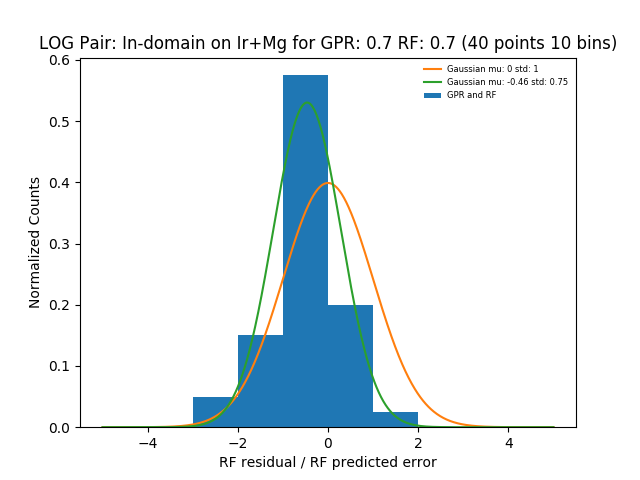 LOG Pair: In-domain on Ir+Mg for GPR: 0.7 RF: 0.7 (40 points 10 bins)
Gaussian mu: 0 std: 1
Gaussian mu: -0.46 std: 0.75
GPR and RF
Normalized Counts
0.6
0.5
0.4
0.3
0.2
0.1
0.0
−4
−2
0
2
4
RF residual / RF predicted error